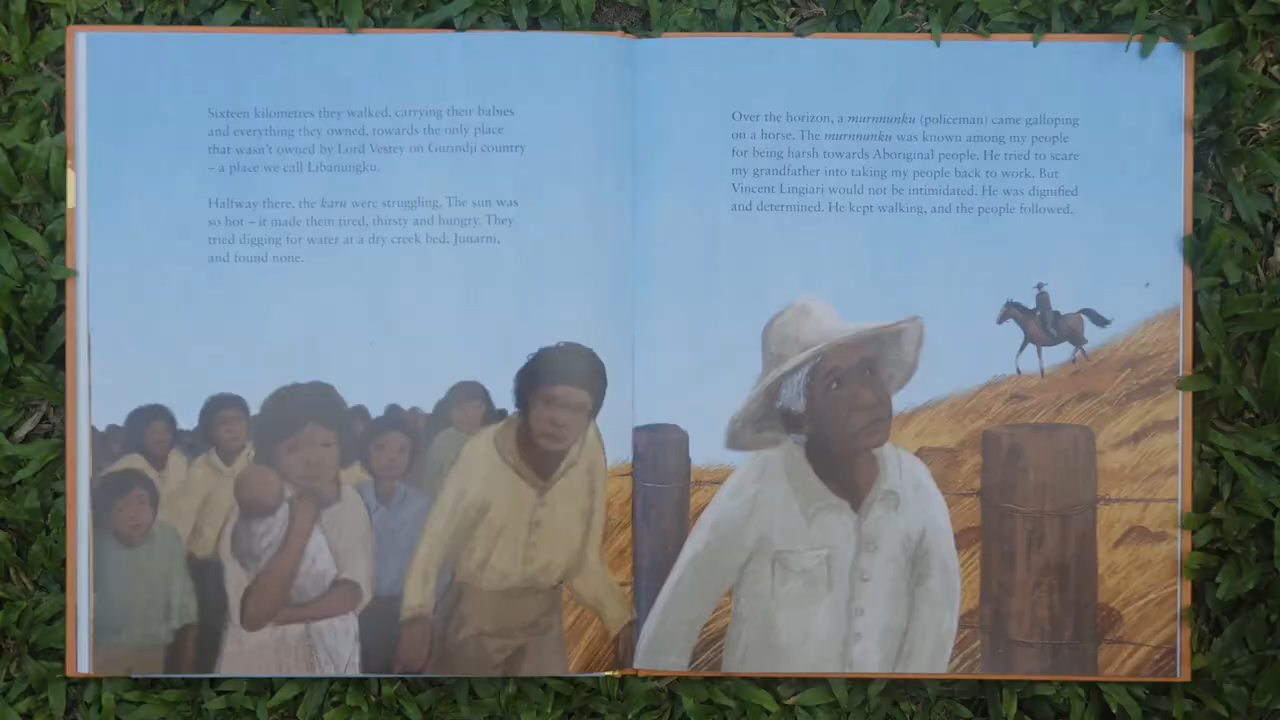 Sixteen kilometres they walked, carrying their babies
and everything they owned, towards the only place
that wasn't owned by Lord Vestey on Gurindji country
– a place we call Libanungku.
Halfway there, the karu were struggling. The sun was
so hot – it made them tired, thirsty and hungry. They
tried digging for water at a dry creek bed, Junarni,
and found none.
Over the horizon, a murnnunku (policeman) came galloping
on a horse. The murnnunku was known among my people
for being harsh towards Aboriginal people. He tried to scare
my grandfather into taking my people back to work. But
Vincent Lingiari would not be intimidated. He was dignified
and determined. He kept walking, and the people followed.